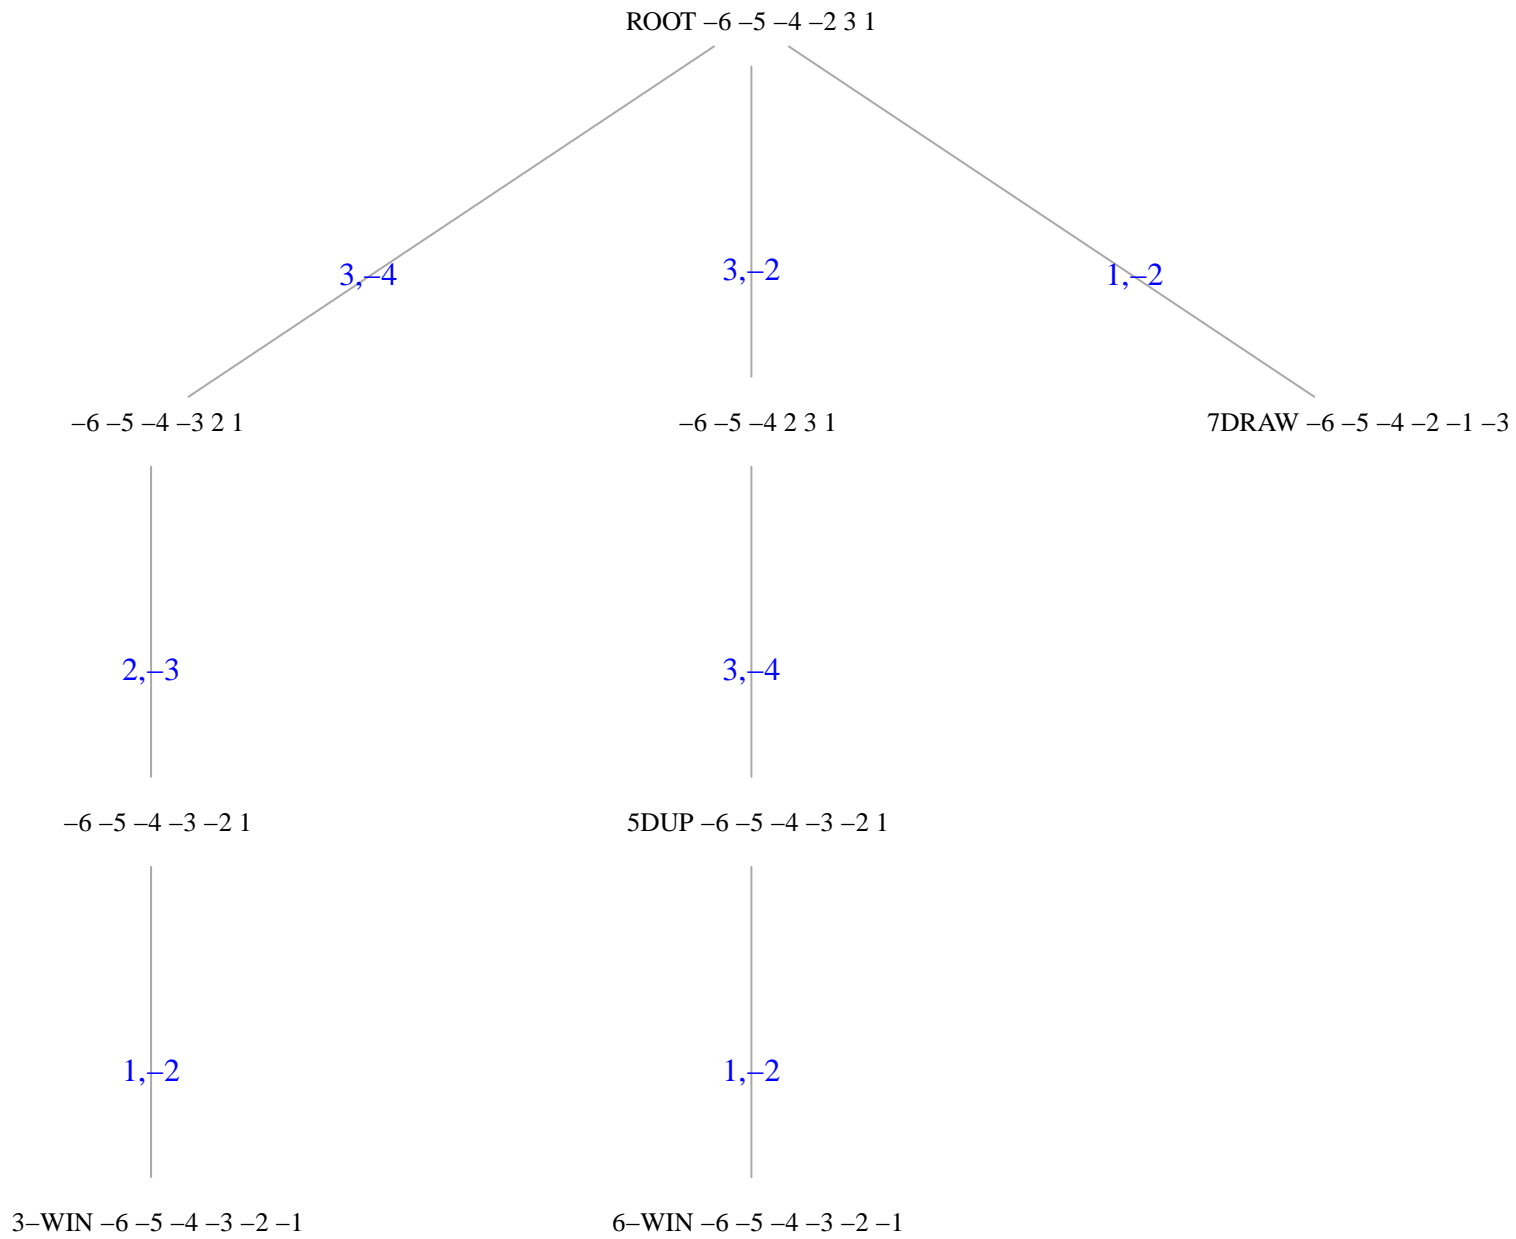 ROOT –6 –5 –4 –2 3 1
3,–4
3,–2
1,–2
–6 –5 –4 –3 2 1
–6 –5 –4 2 3 1
7DRAW –6 –5 –4 –2 –1 –3
2,–3
3,–4
–6 –5 –4 –3 –2 1
5DUP –6 –5 –4 –3 –2 1
1,–2
1,–2
3–WIN –6 –5 –4 –3 –2 –1
6–WIN –6 –5 –4 –3 –2 –1